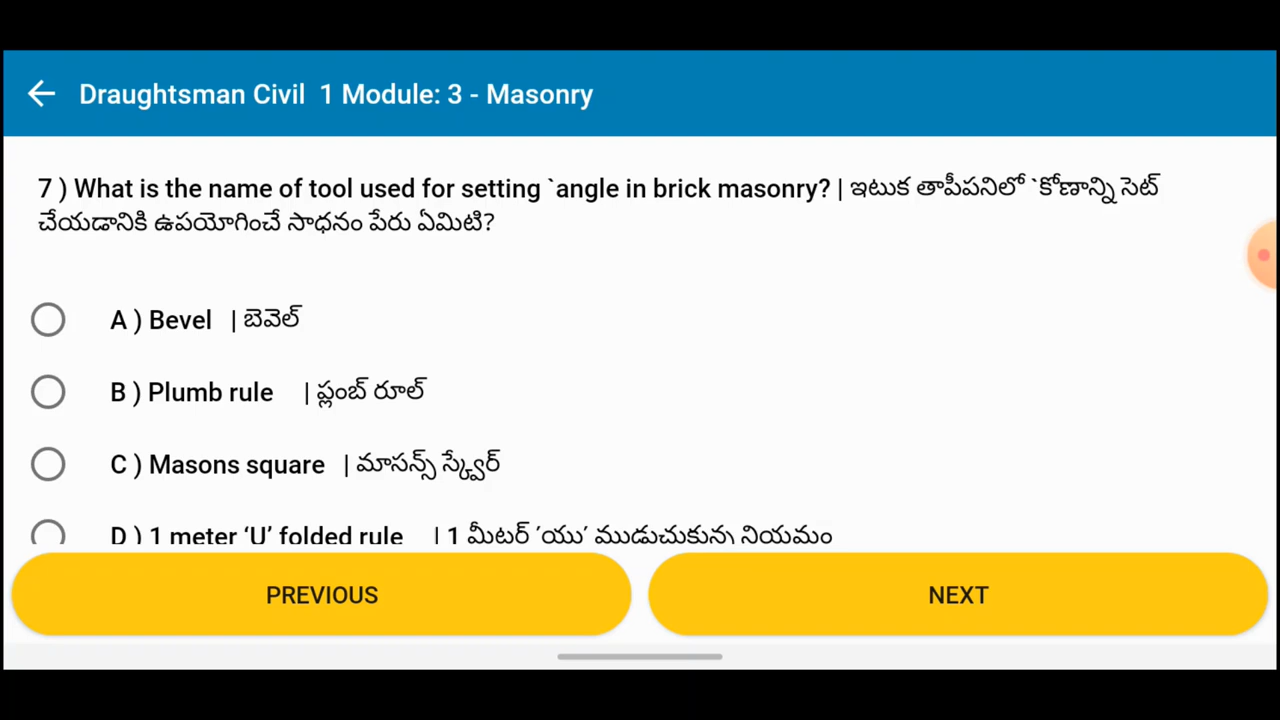 Draughtsman Civil 1 Module: 3 - Masonry
7 ) What is the name of tool used for setting `angle in brick masonry? | ఇటుక తాపీపనిలో `కోణాన్ని సెట్
చేయడానికి ఉపయోగించే సాధనం పేరు ఏమిటి?
A ) Bevel | బెవెల్
B ) Plumb rule | ప్లంబ్ రూల్
C ) Masons square | మాసన్స్ స్క్వేర్
D ) 1 meter ‘U’ folded rule | 1 మీటర్ ‘యు’ ముడుచుకున్న నియమం
PREVIOUS
NEXT